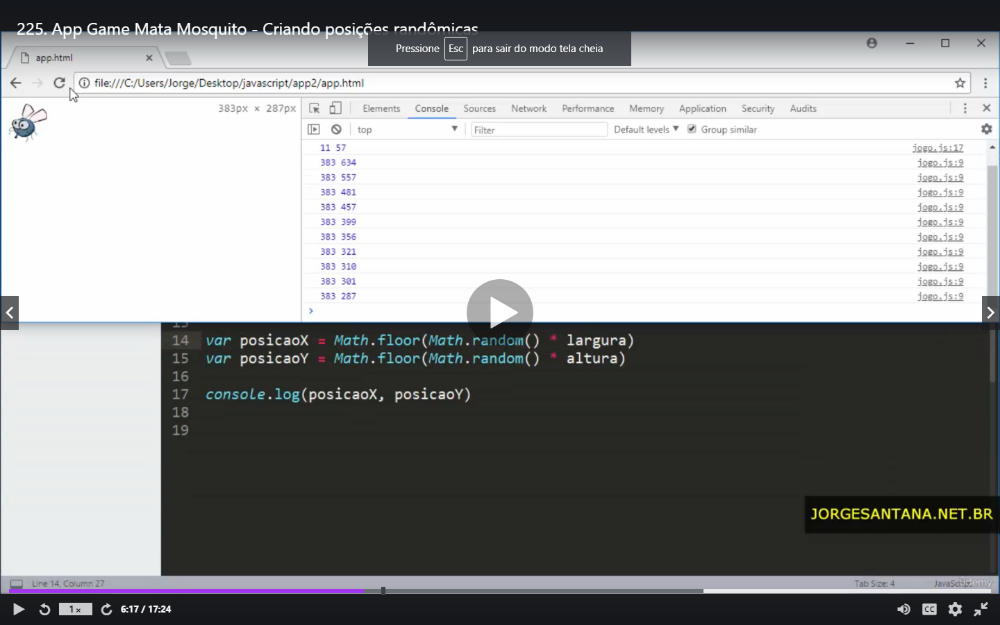 225. App Game Mata Mosquito - Criando posições randômicas
Pressione Esc para sair do modo tela cheia
app.html
file:///C:/Users/Jorge/Desktop/javascript/app2/app.html
383px × 287px
Elements Console Sources Network Performance Memory Application Security Audits
top Filter Default levels Group similar
11 57 jogo.js:17
383 634 jogo.js:9
383 557 jogo.js:9
383 481 jogo.js:9
383 457 jogo.js:9
383 399 jogo.js:9
383 356 jogo.js:9
383 321 jogo.js:9
383 310 jogo.js:9
383 301 jogo.js:9
383 287 jogo.js:9
13
14 var posicaoX = Math.floor(Math.random() * largura)
15 var posicaoY = Math.floor(Math.random() * altura)
16
17 console.log(posicaoX, posicaoY)
18
19
JORGESANTANA.NET.BR
Line 14, Column 27 Tab Size: 4 JavaScript
udemy
1× 6:17 / 17:24 CC